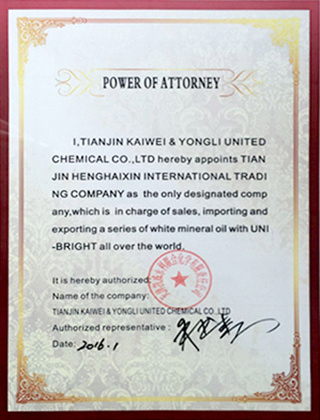 POWER OF ATTORNEY
I,TIANJIN KAIWEI & YONGLI UNITED
CHEMICAL CO.,LTD hereby appoints TIAN
JIN HENGHAIXIN INTERNATIONAL TRADI
NG COMPANY as the only designated comp
any,which is in charge of sales, importing and
exporting a series of white mineral oil with UNI
-BRIGHT all over the world.
It is hereby authorized:
Name of the company:
TIANJIN KAIWEI & YONGLI UNITED CHEMICAL CO.,LTD
Authorized representative :
Date: 2016.1